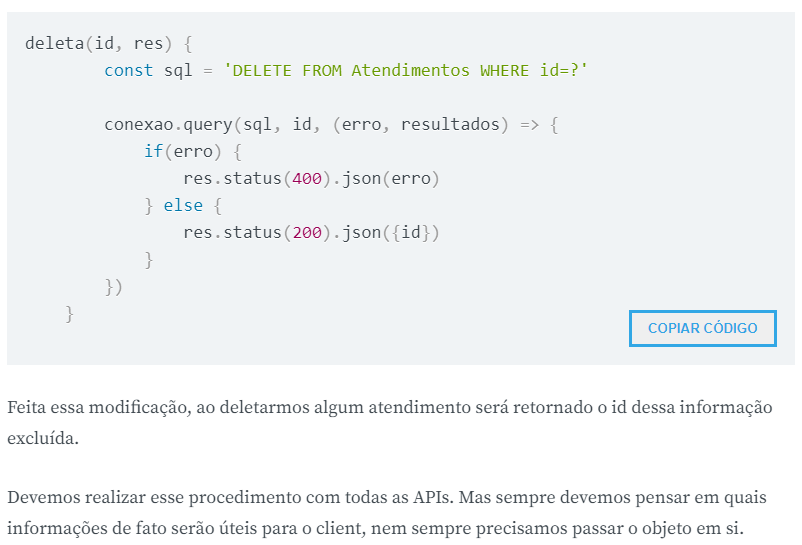 deleta(id, res) {
        const sql = 'DELETE FROM Atendimentos WHERE id=?'

        conexao.query(sql, id, (erro, resultados) => {
            if(erro) {
                res.status(400).json(erro)
            } else {
                res.status(200).json({id})
            }
        })
    }
COPIAR CÓDIGO
Feita essa modificação, ao deletarmos algum atendimento será retornado o id dessa informação
excluída.
Devemos realizar esse procedimento com todas as APIs. Mas sempre devemos pensar em quais
informações de fato serão úteis para o client, nem sempre precisamos passar o objeto em si.